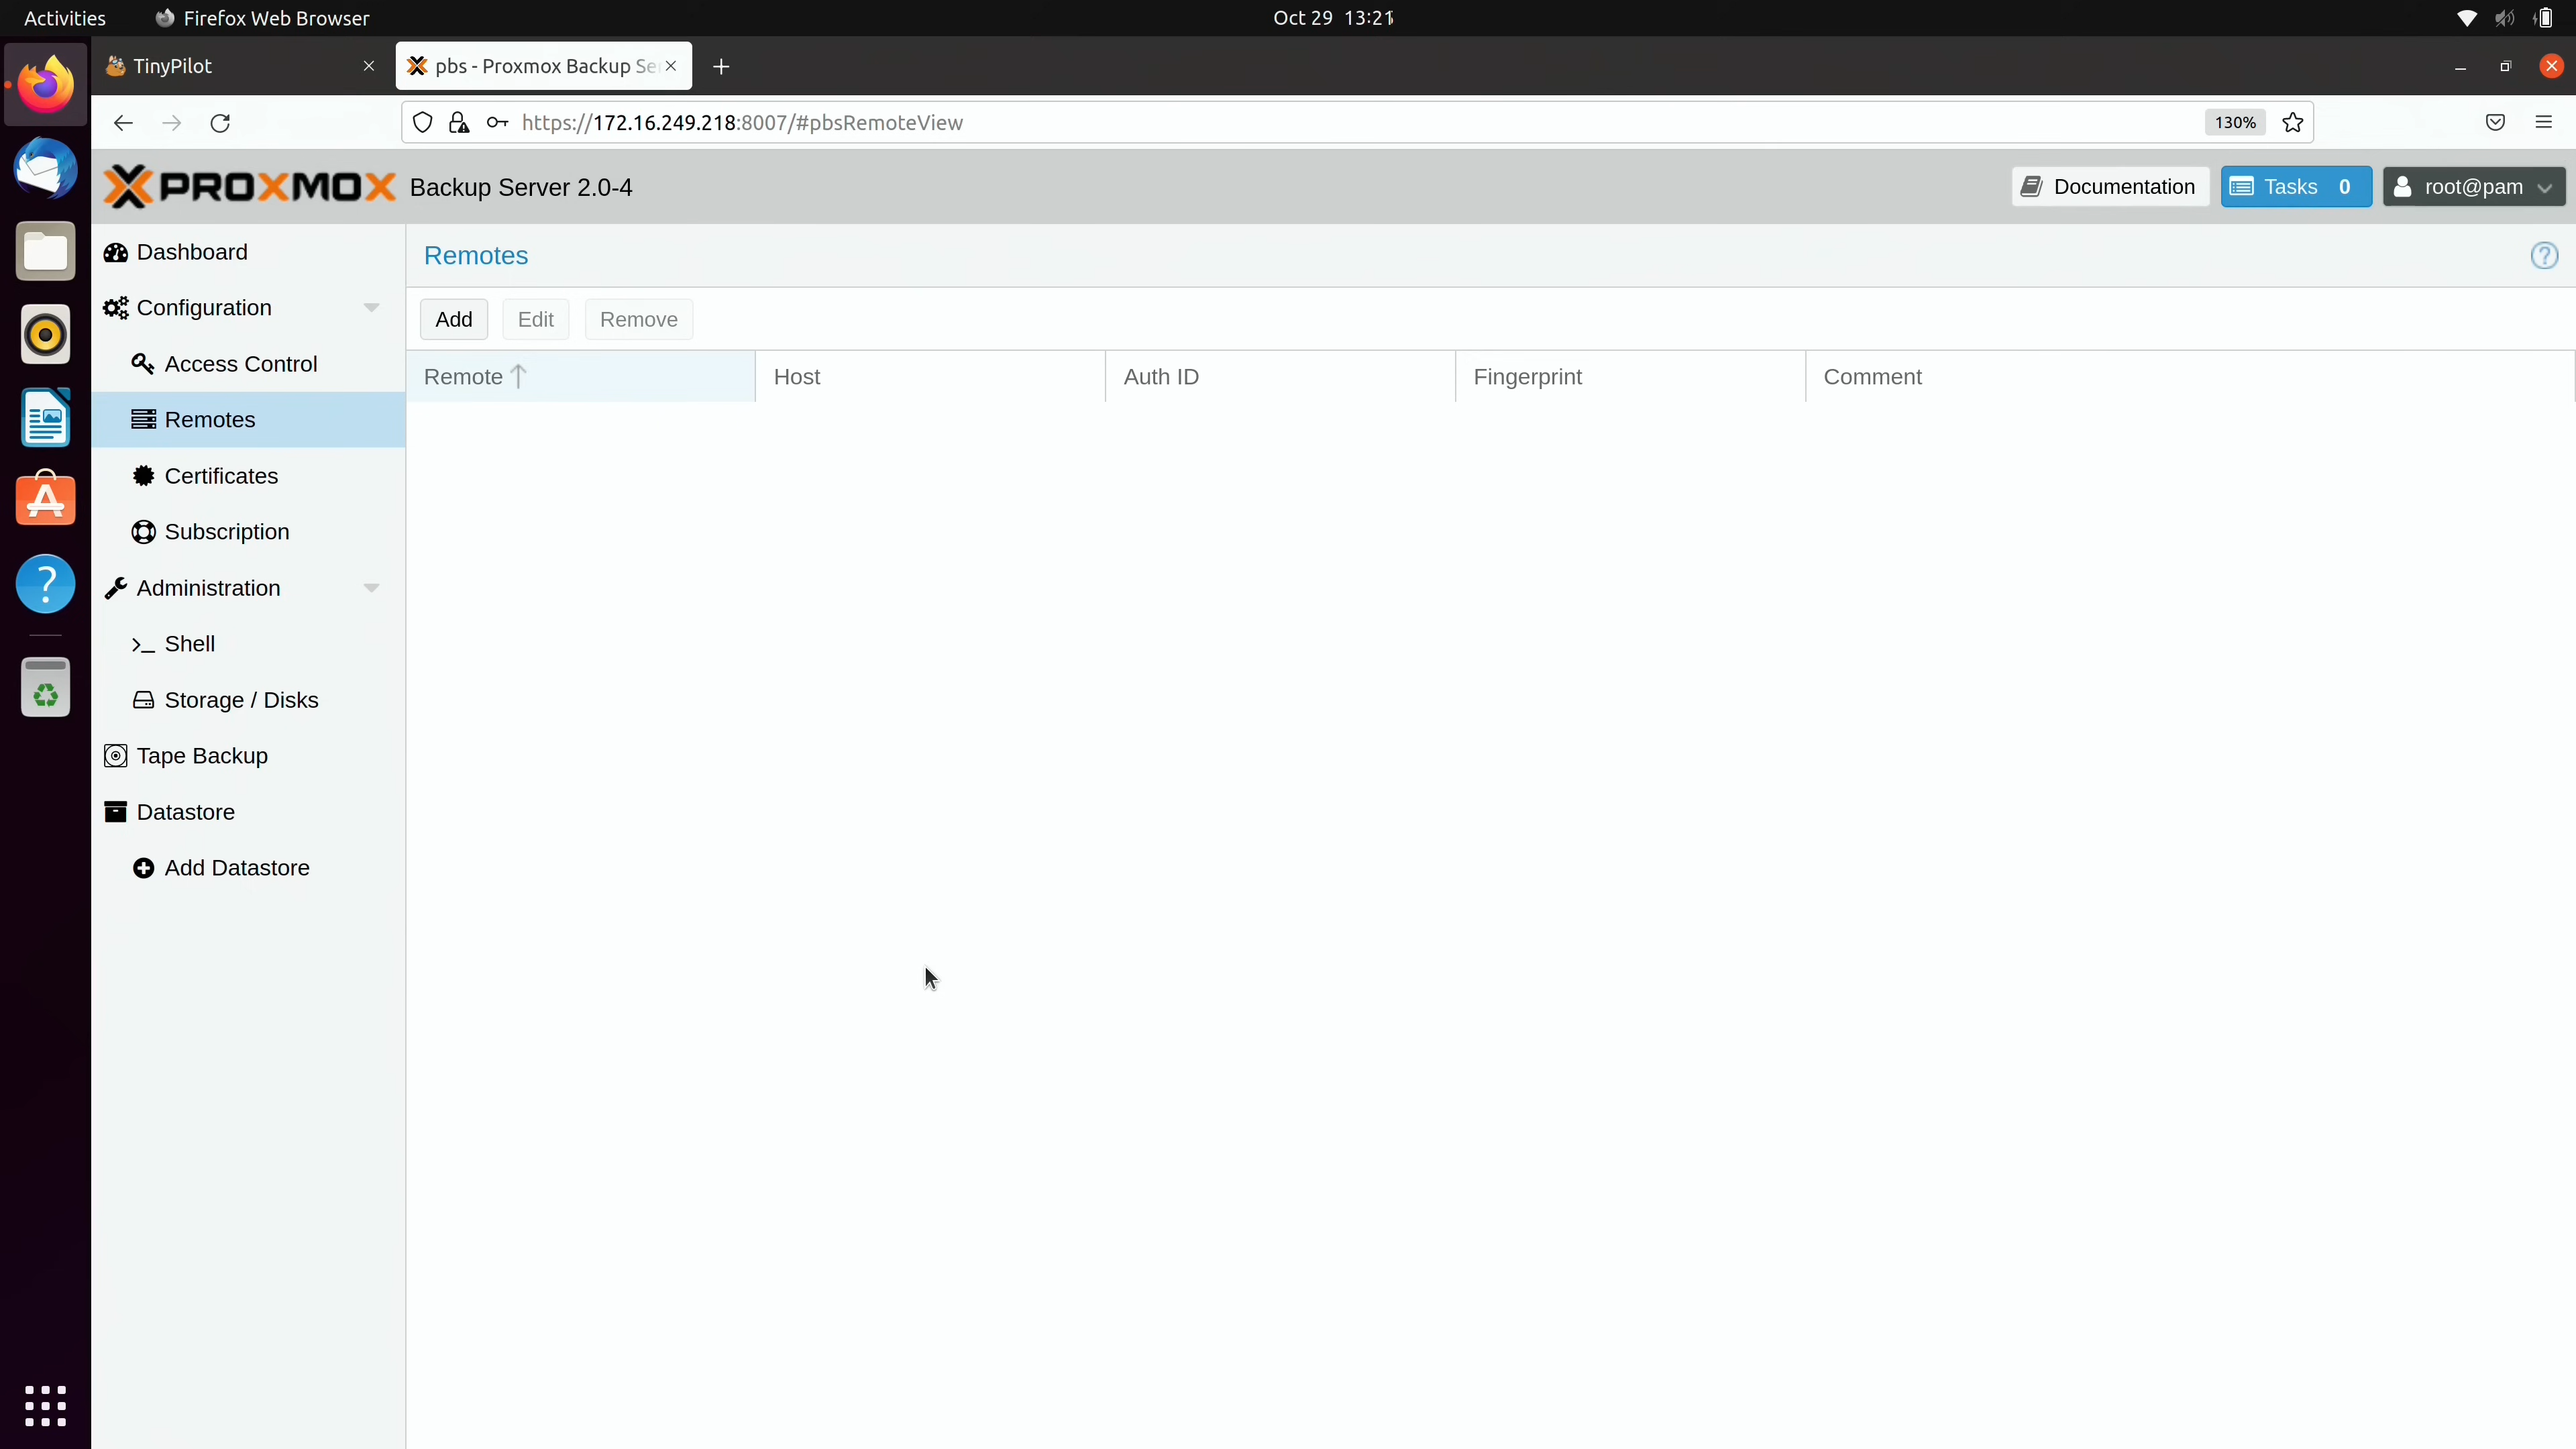 Activities
Firefox Web Browser
Oct 29 13:21
TinyPilot
pbs - Proxmox Backup Se
https://172.16.249.218:8007/#pbsRemoteView
130%
PROXMOX
Backup Server 2.0-4
Documentation
Tasks 0
root@pam
Dashboard
Configuration
Access Control
Remotes
Certificates
Subscription
Administration
Shell
Storage / Disks
Tape Backup
Datastore
Add Datastore
Remotes
Add
Edit
Remove
Remote
Host
Auth ID
Fingerprint
Comment